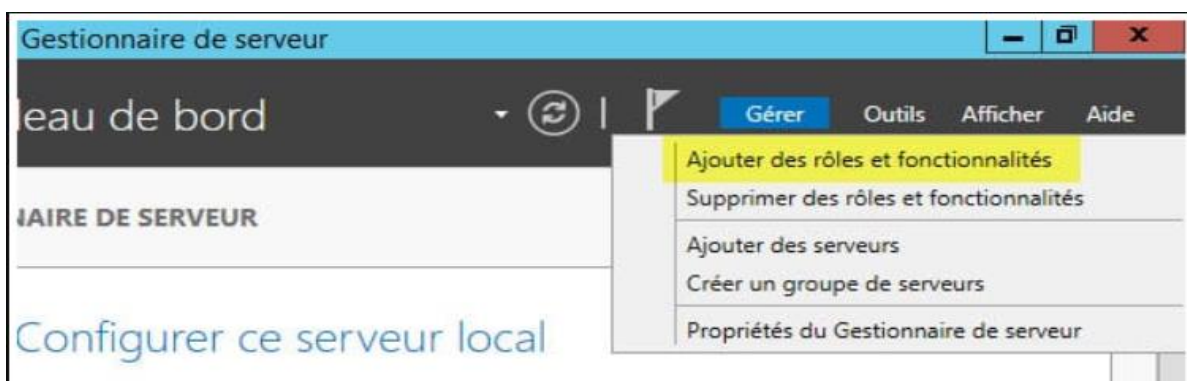 Gestionnaire de serveur
leau de bord
Gérer Outils Afficher Aide
Ajouter des rôles et fonctionnalités
Supprimer des rôles et fonctionnalités
NAIRE DE SERVEUR
Ajouter des serveurs
Créer un groupe de serveurs
Propriétés du Gestionnaire de serveur
Configurer ce serveur local